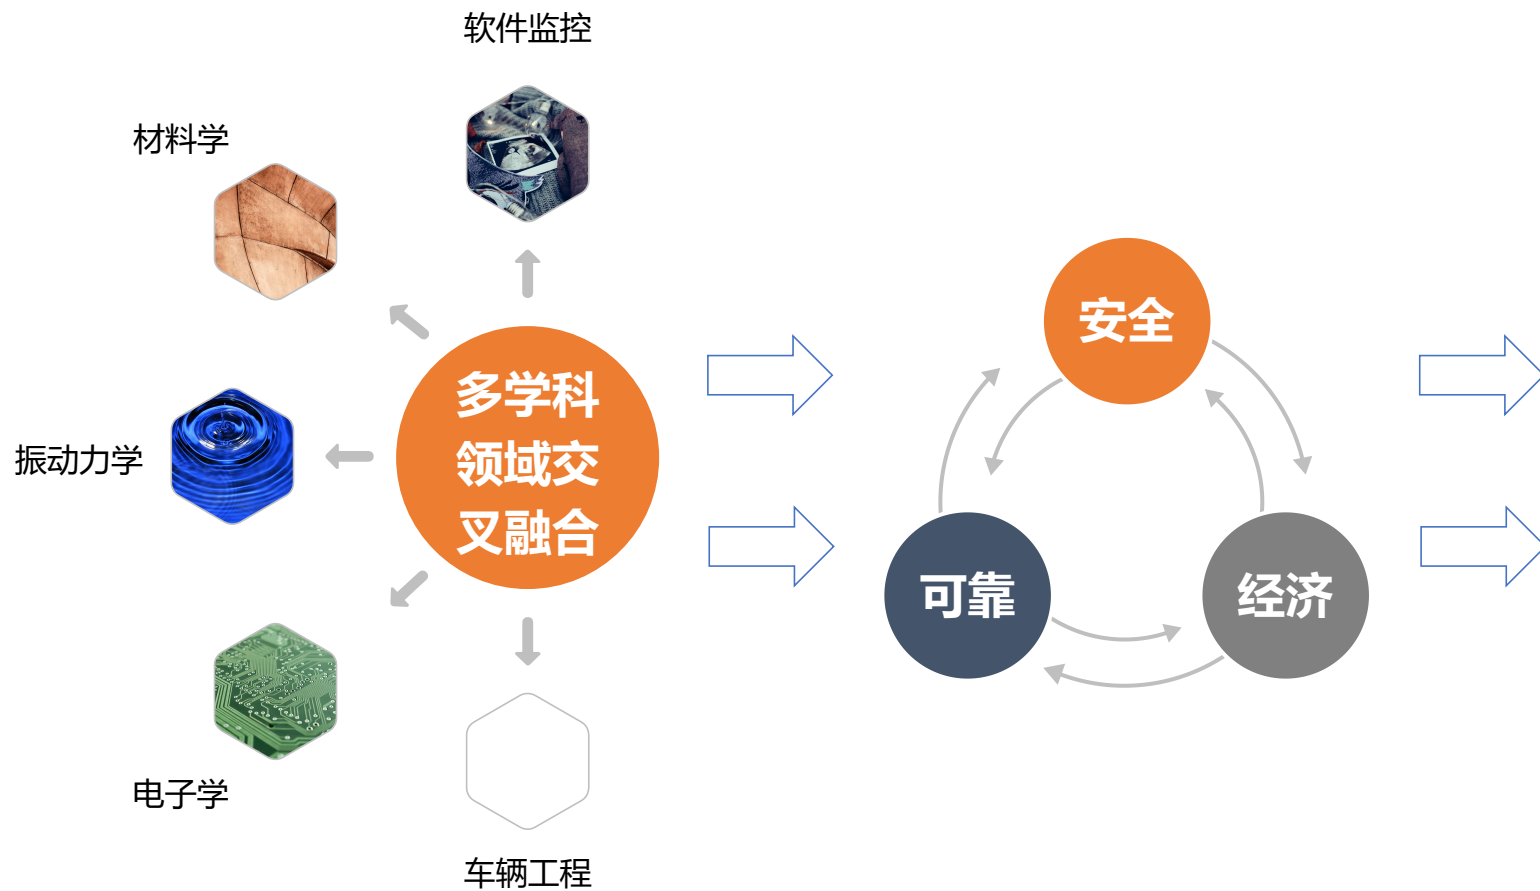 软件监控
材料学
多学科
领域交
叉融合
振动力学
电子学
车辆工程
安全
可靠
经济